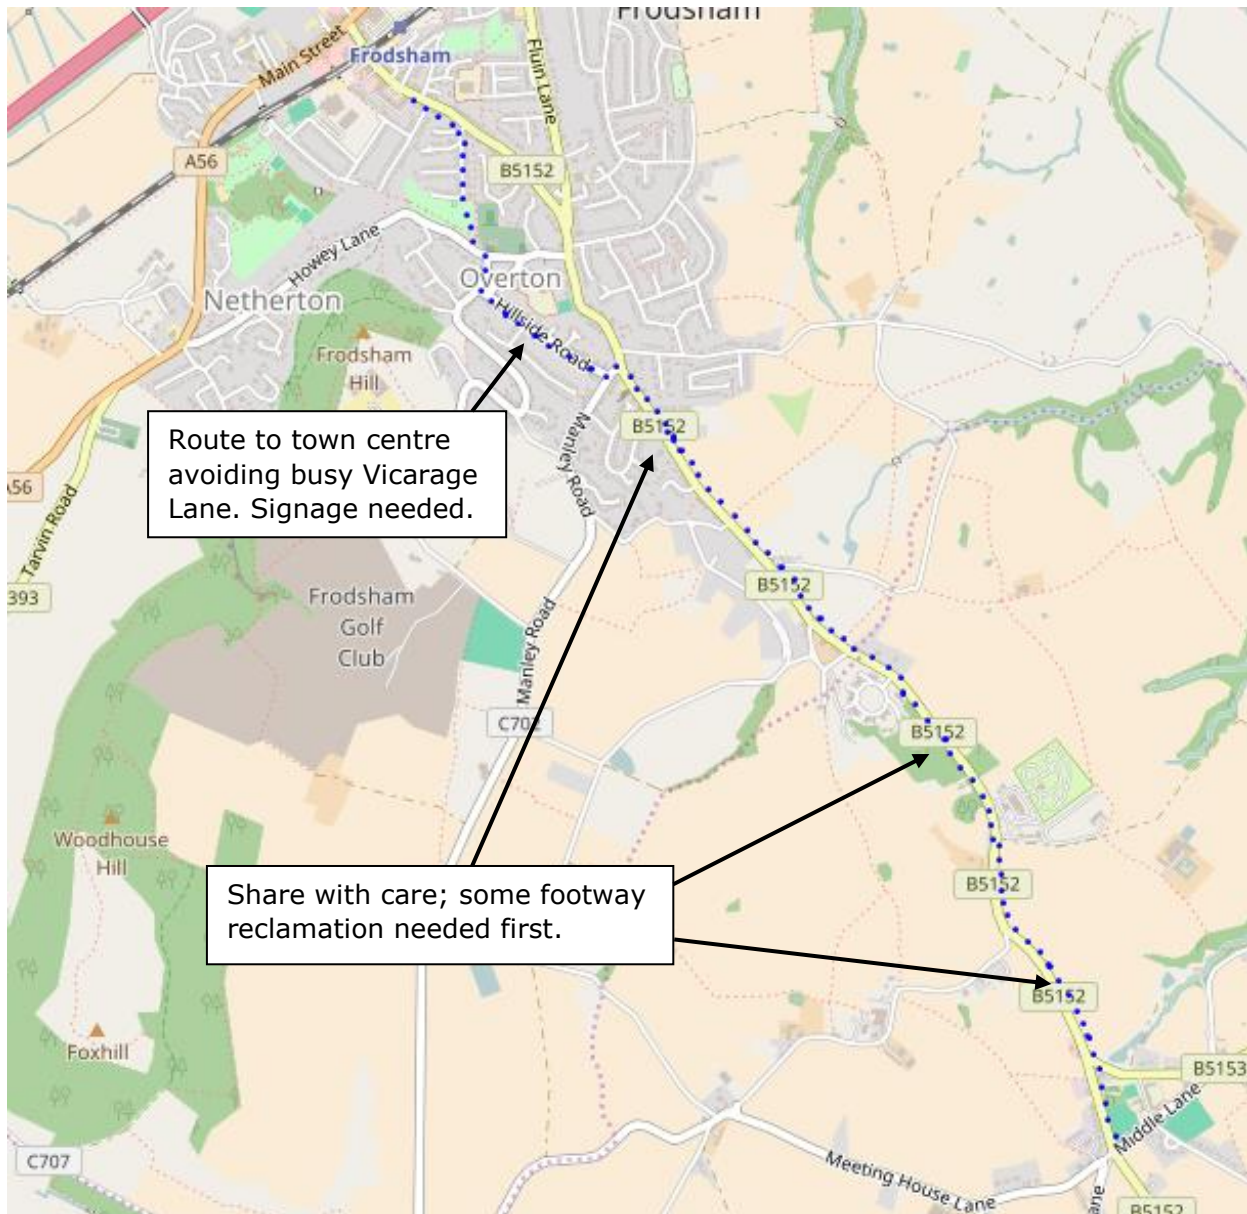 Frodsham
Frodsham
Main Street
Fluin Lane
A56
B5152
Howey Lane
Overton
Netherton
Hillside Road
Frodsham
Hill
Manley Road
B5152
Route to town centre
avoiding busy Vicarage
Lane. Signage needed.
A56
Tarvin Road
B5152
393
Frodsham
Golf
Club
Manley Road
C702
B5152
Woodhouse
Hill
B5152
Share with care; some footway
reclamation needed first.
B5152
Foxhill
B5153
Middle Lane
C707
Meeting House Lane
ane
B5152